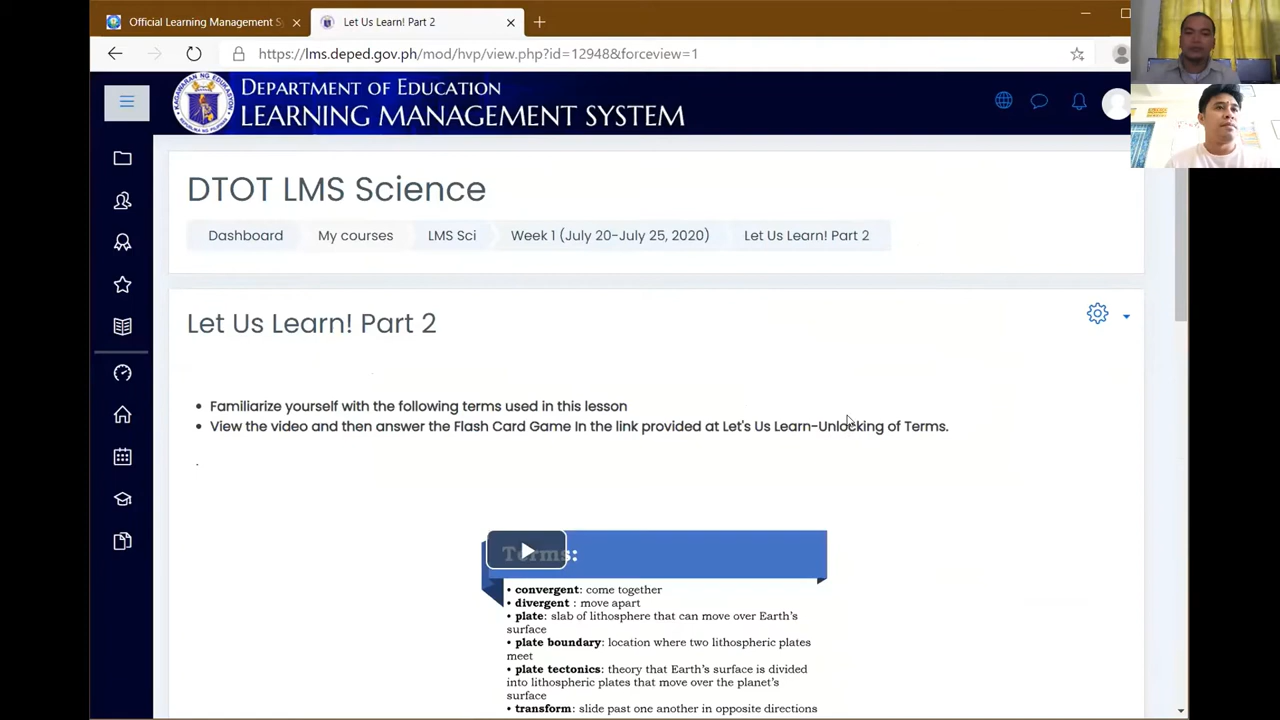 Official Learning Management S
Let Us Learn! Part 2
https://lms.deped.gov.ph/mod/hvp/view.php?id=12948&forceview=1
KAGAWARAN NG EDUKASYON
DEPARTMENT OF EDUCATION
LEARNING MANAGEMENT SYSTEM
DTOT LMS Science
Dashboard My courses LMS Sci Week 1 (July 20-July 25, 2020) Let Us Learn! Part 2
Let Us Learn! Part 2
• Familiarize yourself with the following terms used in this lesson
• View the video and then answer the Flash Card Game In the link provided at Let's Us Learn-Unlocking of Terms.
.
Terms:
• convergent: come together
• divergent : move apart
• plate: slab of lithosphere that can move over Earth's
surface
• plate boundary: location where two lithospheric plates
meet
• plate tectonics: theory that Earth's surface is divided
into lithospheric plates that move over the planet's
surface
• transform: slide past one another in opposite directions